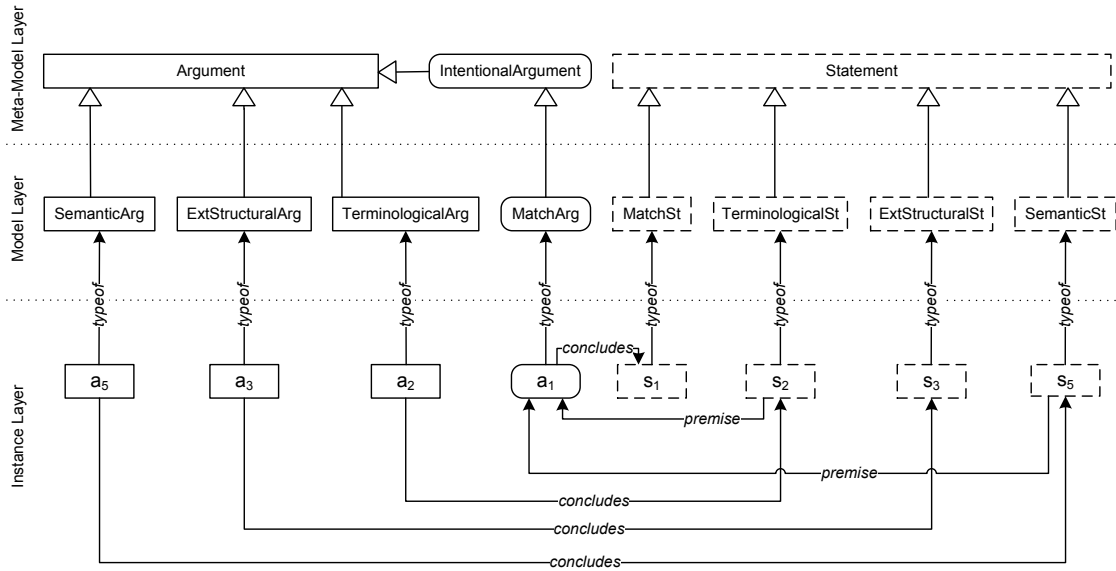 Meta-Model Layer
Argument
IntentionalArgument
Statement
Model Layer
SemanticArg
ExtStructuralArg
TerminologicalArg
MatchArg
MatchSt
TerminologicalSt
ExtStructuralSt
SemanticSt
typeof
typeof
typeof
typeof
typeof
typeof
typeof
typeof
Instance Layer
concludes
a5
a3
a2
a1
s1
s2
s3
s5
premise
premise
concludes
concludes
concludes